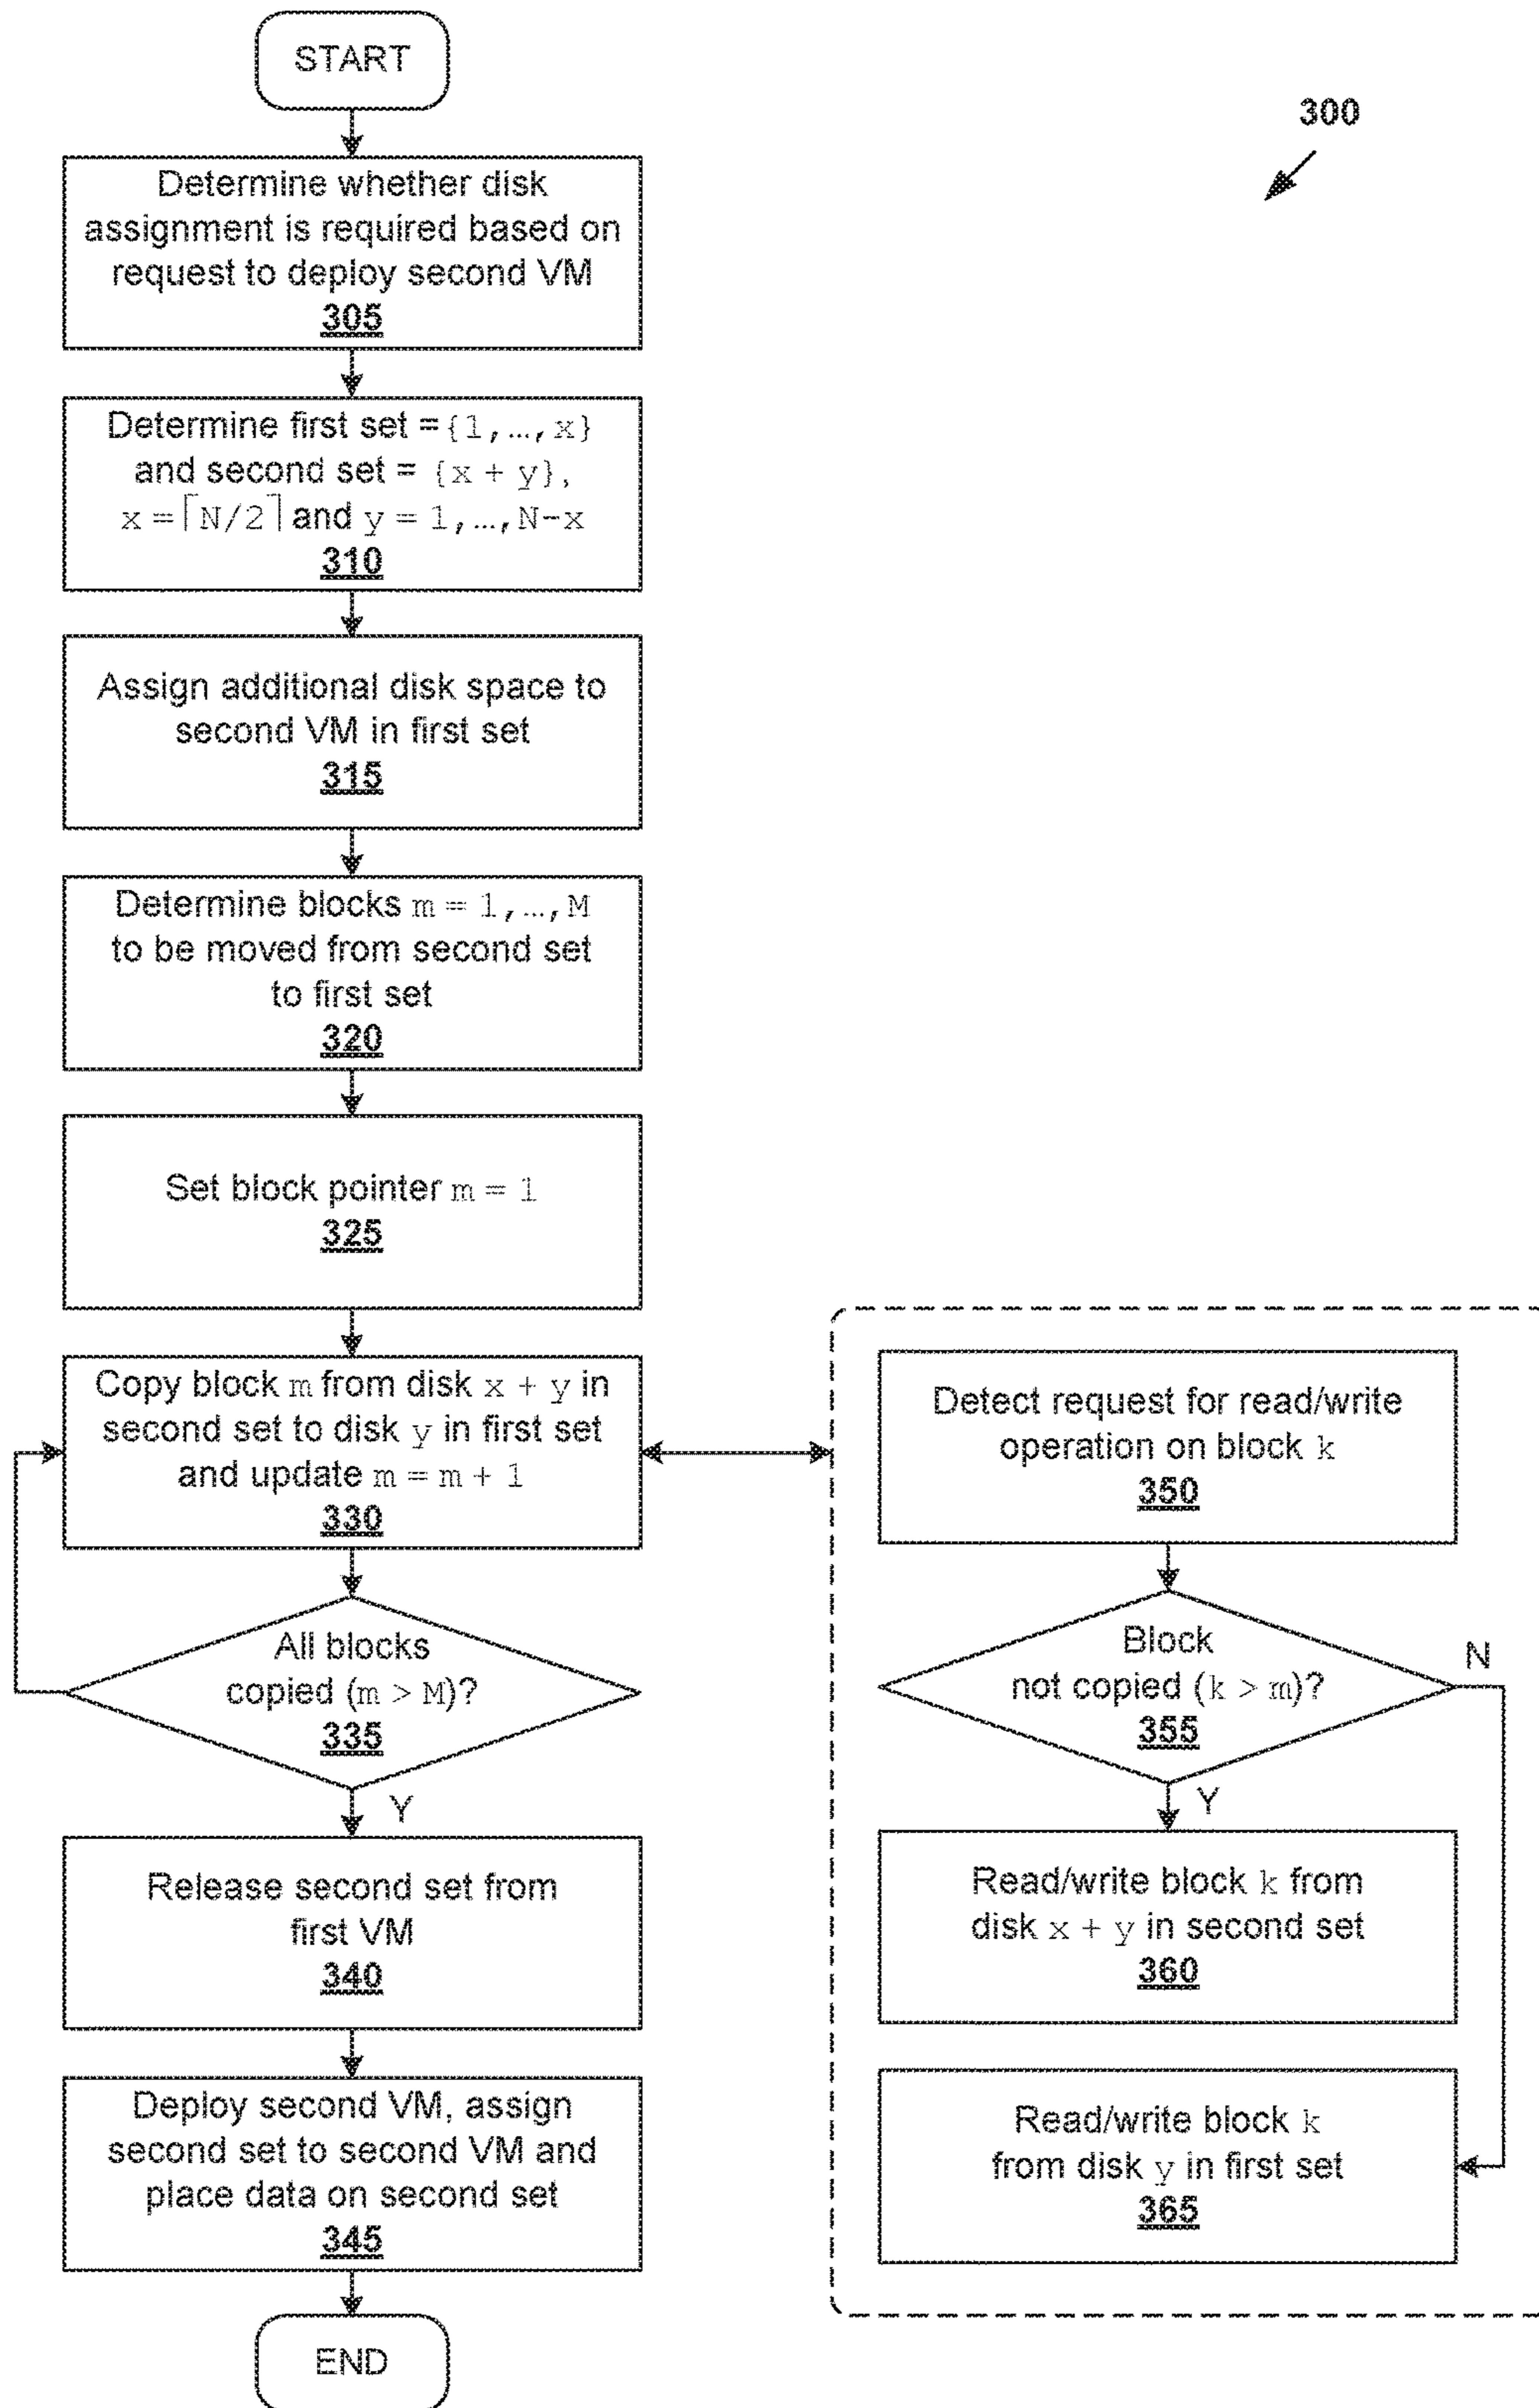 START
300
Determine whether disk
assignment is required based on
request to deploy second VM
305
Determine first set = {1,…,x}
and second set = {x + y},
x = ⌈N/2⌉ and y = 1,…,N-x
310
Assign additional disk space to
second VM in first set
315
Determine blocks m = 1,…,M
to be moved from second set
to first set
320
Set block pointer m = 1
325
Copy block m from disk x + y in
second set to disk y in first set
and update m = m + 1
330
All blocks
copied (m > M)?
335
Y
Release second set from
first VM
340
Deploy second VM, assign
second set to second VM and
place data on second set
345
END
Detect request for read/write
operation on block k
350
Block
not copied (k > m)?
355
N
Y
Read/write block k from
disk x + y in second set
360
Read/write block k
from disk y in first set
365